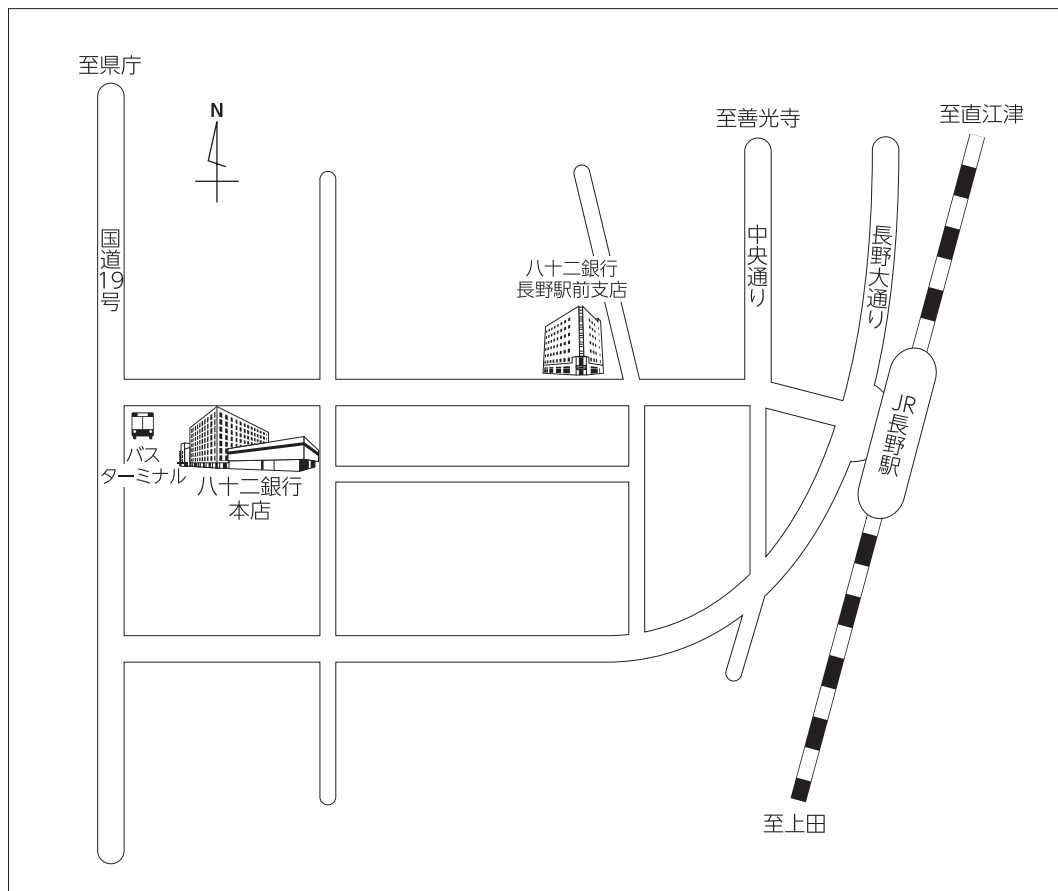 至県庁
N
至善光寺
至直江津
国道19号
中央通り
長野大通り
八十二銀行
長野駅前支店
JR長野駅
バス
ターミナル
八十二銀行
本店
至上田